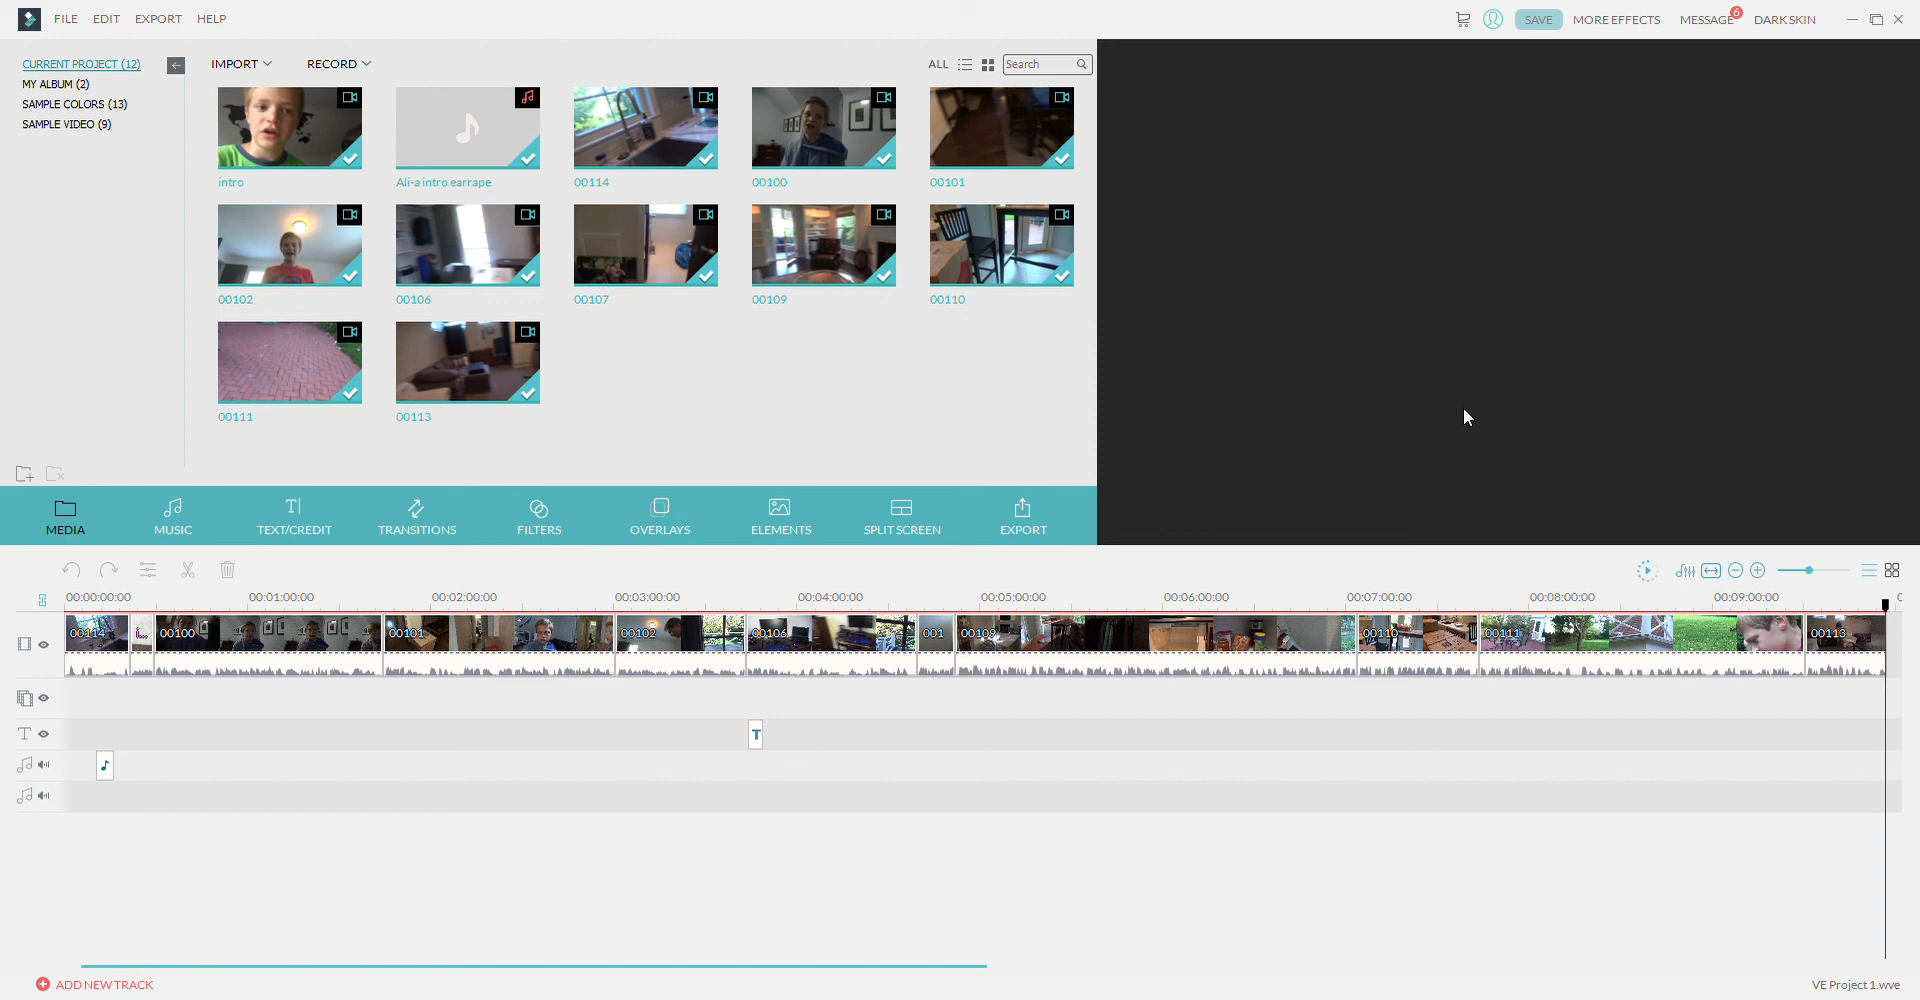 FILE EDIT EXPORT HELP
SAVE MORE EFFECTS MESSAGE 6 DARK SKIN
CURRENT PROJECT (12)
MY ALBUM (2)
SAMPLE COLORS (13)
SAMPLE VIDEO (9)
IMPORT RECORD ALL Search
intro Ali-a intro earrape 00114 00100 00101
00102 00106 00107 00109 00110
00111 00113
MEDIA MUSIC TEXT/CREDIT TRANSITIONS FILTERS OVERLAYS ELEMENTS SPLIT SCREEN EXPORT
00:00:00:00 00:01:00:00 00:02:00:00 00:03:00:00 00:04:00:00 00:05:00:00 00:06:00:00 00:07:00:00 00:08:00:00 00:09:00:00
00114 00100 00101 00102 00106 001 00109 00110 00111 00113
T T
ADD NEW TRACK
VE Project 1.wve